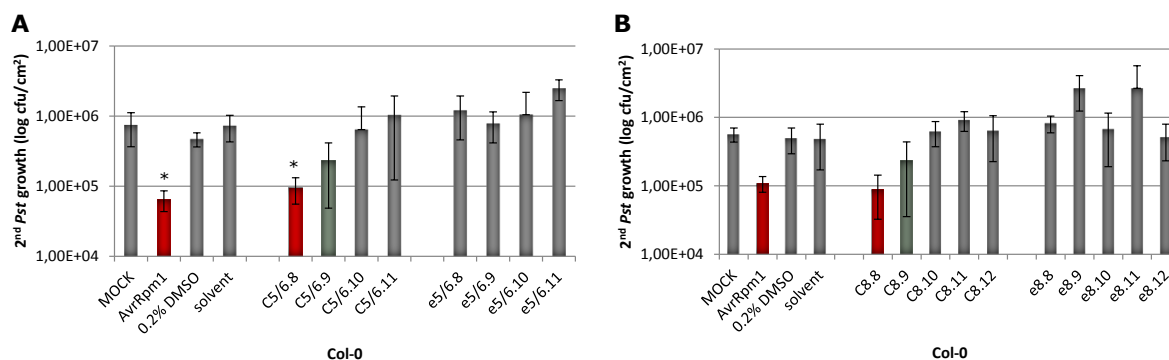 A
2nd Pst growth (log cfu/cm2)
1,00E+07
1,00E+06
1,00E+05
1,00E+04
*
*
MOCK
AvrRpm1
0.2% DMSO
solvent
C5/6.8
C5/6.9
C5/6.10
C5/6.11
e5/6.8
e5/6.9
e5/6.10
e5/6.11
Col-0
B
2nd Pst growth (log cfu/cm2)
1,00E+07
1,00E+06
1,00E+05
1,00E+04
MOCK
AvrRpm1
0.2% DMSO
solvent
C8.8
C8.9
C8.10
C8.11
C8.12
e8.8
e8.9
e8.10
e8.11
e8.12
Col-0